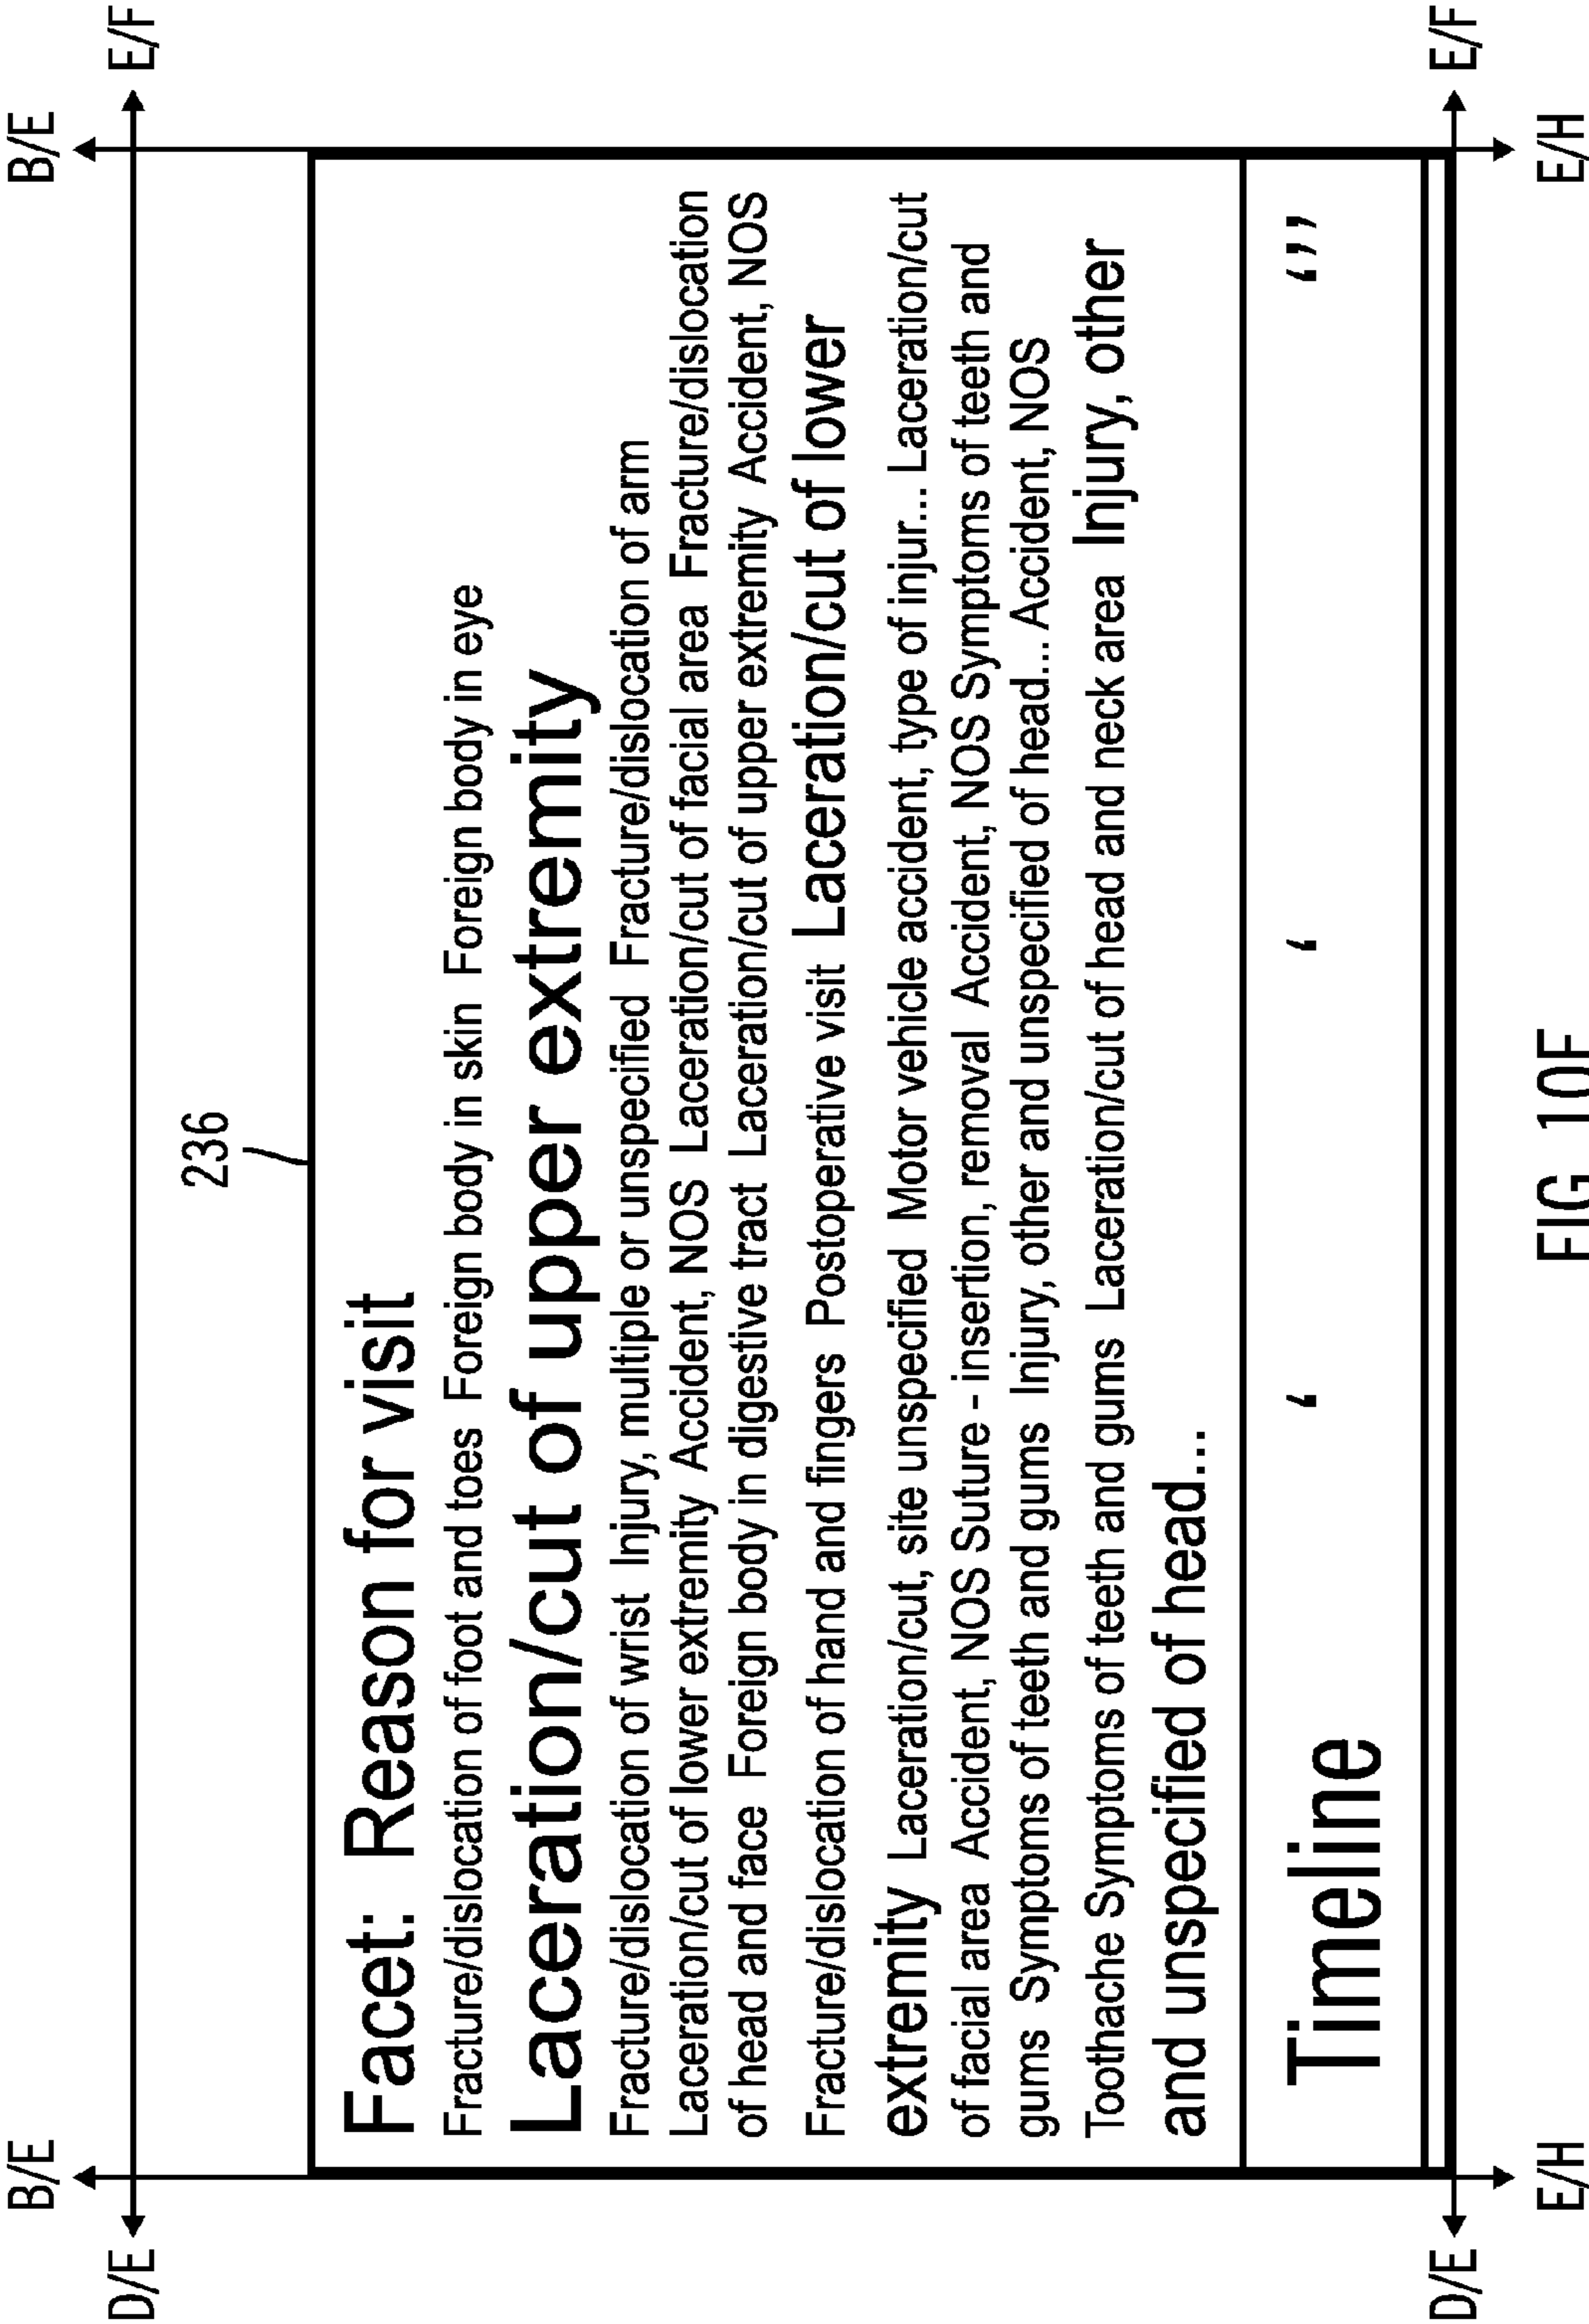 B/E B/E
D/E E/F
236
Facet: Reason for visit
Fracture/dislocation of foot and toes Foreign body in skin Foreign body in eye
Laceration/cut of upper extremity
Fracture/dislocation of wrist Injury, multiple or unspecified Fracture/dislocation of arm
Laceration/cut of lower extremity Accident, NOS Laceration/cut of facial area Fracture/dislocation
of head and face Foreign body in digestive tract Laceration/cut of upper extremity Accident, NOS
Fracture/dislocation of hand and fingers Postoperative visit Laceration/cut of lower
extremity Laceration/cut, site unspecified Motor vehicle accident, type of injur... Laceration/cut
of facial area Accident, NOS Suture - insertion, removal Accident, NOS Symptoms of teeth and
gums Symptoms of teeth and gums Injury, other and unspecified of head... Accident, NOS
Toothache Symptoms of teeth and gums Laceration/cut of head and neck area Injury, other
and unspecified of head...
Timeline
D/E E/F
E/H E/H
FIG. 10E